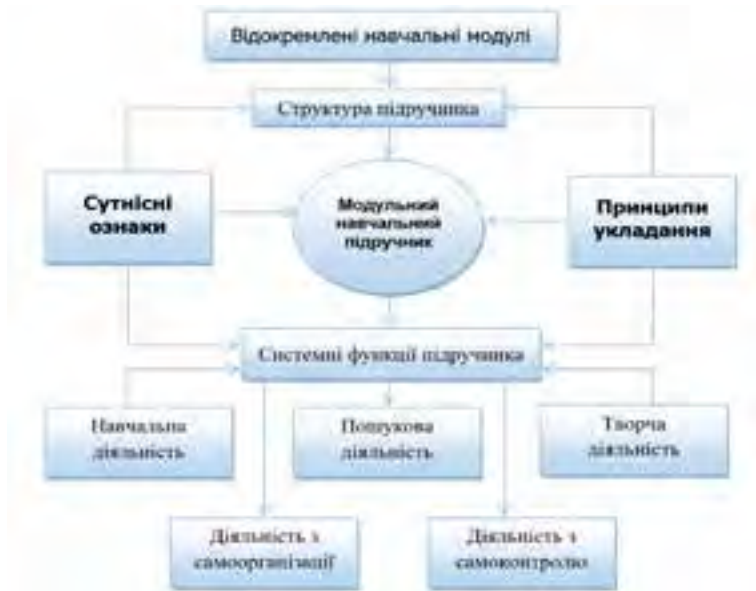 Відокремлені навчальні модулі
Структура підручника
Сутнісні
ознаки
Модульний
навчальний
підручник
Принципи
укладання
Системні функції підручника
Навчальна
діяльність
Пошукова
діяльність
Творча
діяльність
Діяльність з
самоорганізації
Діяльність з
самоконтролю